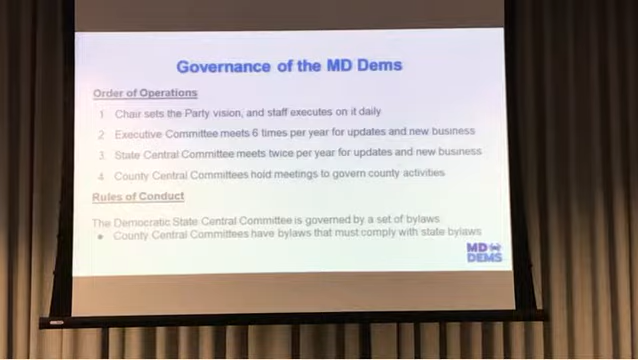 Governance of the MD Dems
Order of Operations
1. Chair sets the Party vision, and staff executes on it daily
2. Executive Committee meets 6 times per year for updates and new business
3. State Central Committee meets twice per year for updates and new business
4. County Central Committees hold meetings to govern county activities
Rules of Conduct
The Democratic State Central Committee is governed by a set of bylaws
● County Central Committees have bylaws that must comply with state bylaws
MD
DEMS